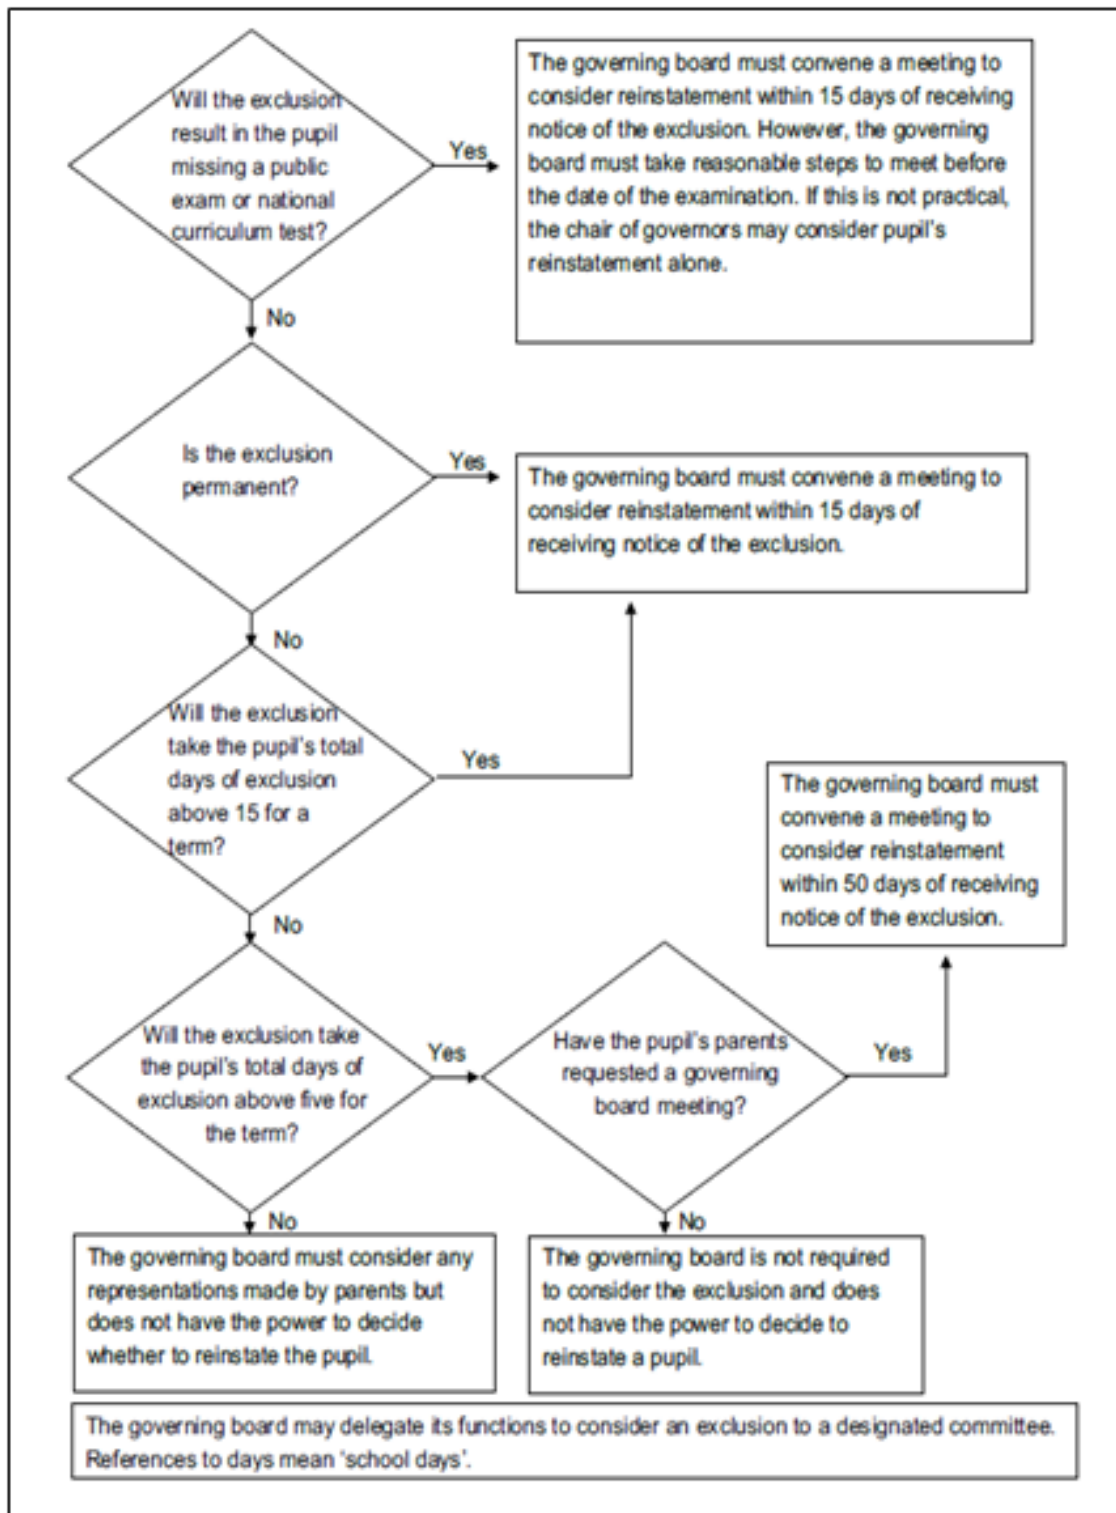 Will the exclusion
result in the pupil
missing a public
exam or national
curriculum test?
Yes
The governing board must convene a meeting to
consider reinstatement within 15 days of receiving
notice of the exclusion. However, the governing
board must take reasonable steps to meet before
the date of the examination. If this is not practical,
the chair of governors may consider pupil's
reinstatement alone.
No
Is the exclusion
permanent?
Yes
The governing board must convene a meeting to
consider reinstatement within 15 days of
receiving notice of the exclusion.
No
Will the exclusion
take the pupil's total
days of exclusion
above 15 for a
term?
Yes
The governing board must
convene a meeting to
consider reinstatement
within 50 days of receiving
notice of the exclusion.
No
Will the exclusion take
the pupil's total days of
exclusion above five for
the term?
Yes
Have the pupil's parents
requested a governing
board meeting?
Yes
No
The governing board must consider any
representations made by parents but
does not have the power to decide
whether to reinstate the pupil.
No
The governing board is not required
to consider the exclusion and does
not have the power to decide to
reinstate a pupil.
The governing board may delegate its functions to consider an exclusion to a designated committee.
References to days mean 'school days'.